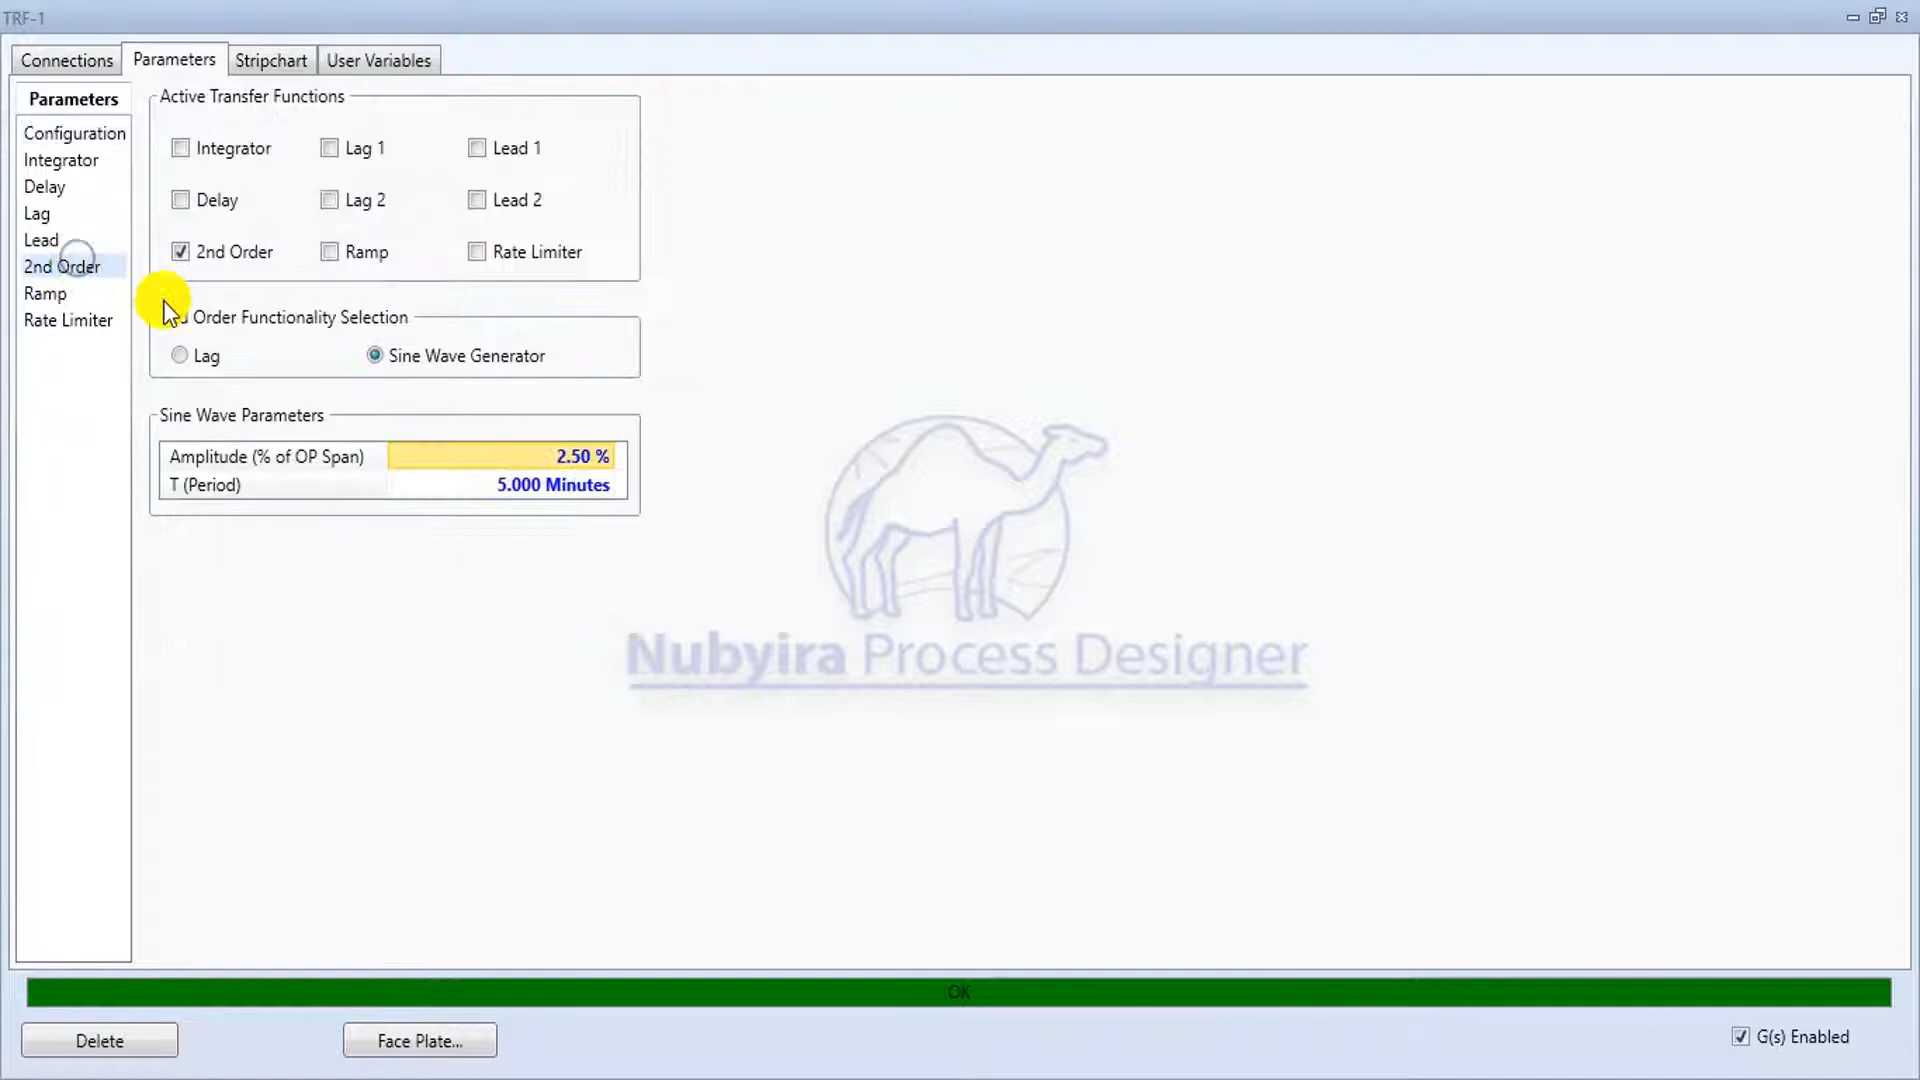 TRF-1
Connections Parameters Stripchart User Variables
Parameters
Configuration
Integrator
Delay
Lag
Lead
2nd Order
Ramp
Rate Limiter
Active Transfer Functions
Integrator Lag 1 Lead 1
Delay Lag 2 Lead 2
2nd Order Ramp Rate Limiter
Order Functionality Selection
Lag Sine Wave Generator
Sine Wave Parameters
Amplitude (% of OP Span) 2.50 %
T (Period) 5.000 Minutes
Nubyira Process Designer
OK
Delete Face Plate... G(s) Enabled